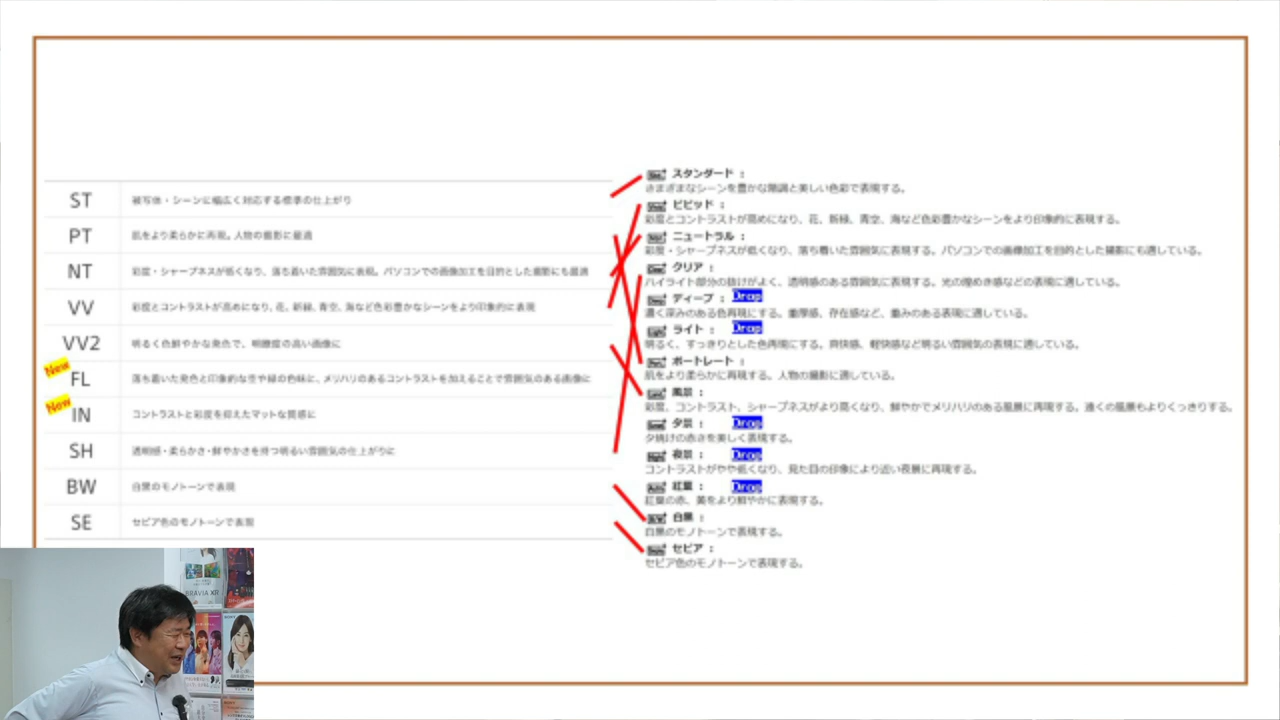 ST 被写体・シーンに幅広く対応する標準の仕上がり
PT 肌をより柔らかに再現。人物の撮影に最適
NT 彩度・シャープネスが低くなり、落ち着いた雰囲気に表現。パソコンでの画像加工を目的とした撮影にも最適
VV 彩度とコントラストが高めになり、花、新緑、青空、海など色彩豊かなシーンをより印象的に表現
VV2 明るく色鮮やかな発色で、明瞭度の高い画像に
New
FL 落ち着いた発色と印象的な空や緑の色味に、メリハリのあるコントラストを加えることで雰囲気のある画像に
New
IN コントラストと彩度を抑えたマットな質感に
SH 透明感・柔らかさ・鮮やかさを持つ明るい雰囲気の仕上がりに
BW 白黒のモノトーンで表現
SE セピア色のモノトーンで表現
スタンダード：
さまざまなシーンを豊かな階調と美しい色彩で表現する。
ビビッド：
彩度とコントラストが高めになり、花、新緑、青空、海など色彩豊かなシーンをより印象的に表現する。
ニュートラル：
彩度・シャープネスが低くなり、落ち着いた雰囲気に表現する。パソコンでの画像加工を目的とした撮影にも適している。
クリア：
ハイライト部分の抜けがよく、透明感のある雰囲気に表現する。光の煌めき感などの表現に適している。
ディープ： Drop
濃く深みのある色再現にする。重厚感、存在感など、重みのある表現に適している。
ライト： Drop
明るく、すっきりとした色再現にする。爽快感、軽快感など明るい雰囲気の表現に適している。
ポートレート：
肌をより柔らかに再現する。人物の撮影に適している。
風景：
彩度、コントラスト、シャープネスがより高くなり、鮮やかでメリハリのある風景に再現する。遠くの風景もよりくっきりする。
夕景： Drop
夕焼けの赤さを美しく表現する。
夜景： Drop
コントラストがやや低くなり、見た目の印象により近い夜景に再現する。
紅葉： Drop
紅葉の赤、黄をより鮮やかに表現する。
白黒：
白黒のモノトーンで表現する。
セピア：
セピア色のモノトーンで表現する。
BRAVIA XR